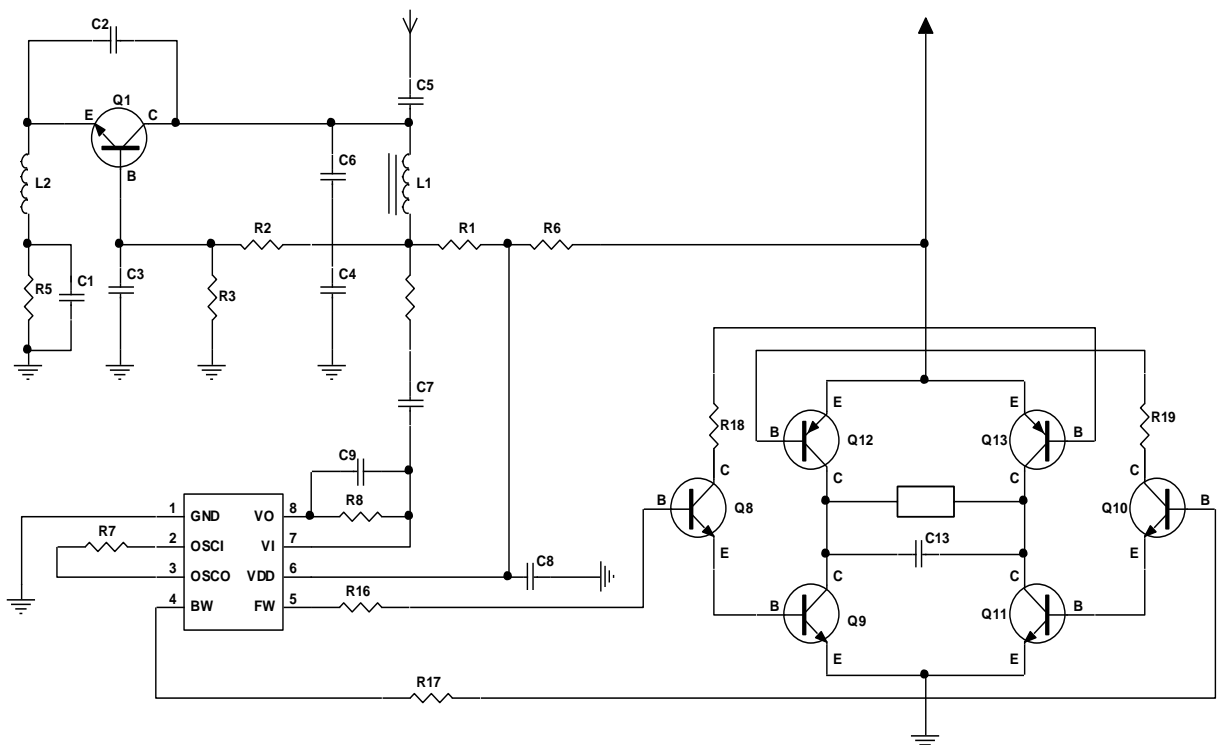 C2
C5
Q1
E C
C6
L2
L1
B
R2 R1 R6
R5 C1 C3 R3 C4
C7
E E
R18 B Q12 Q13 B R19
C9 C C C C
R8
1 GND VO 8
B Q8 Q10 B
R7 2 OSCI VI 7
C13
E E
3 OSCO VDD 6 C8
C C
4 BW FW 5 R16
B Q9 Q11 B
E E
R17